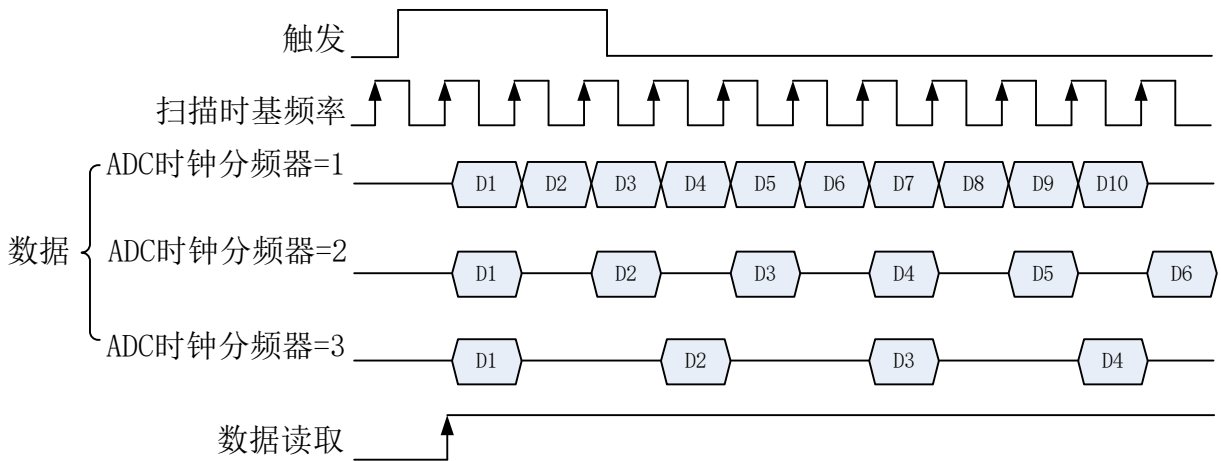 触发
扫描时基频率
ADC时钟分频器=1
D1 D2 D3 D4 D5 D6 D7 D8 D9 D10
数据
ADC时钟分频器=2
D1 D2 D3 D4 D5 D6
ADC时钟分频器=3
D1 D2 D3 D4
数据读取